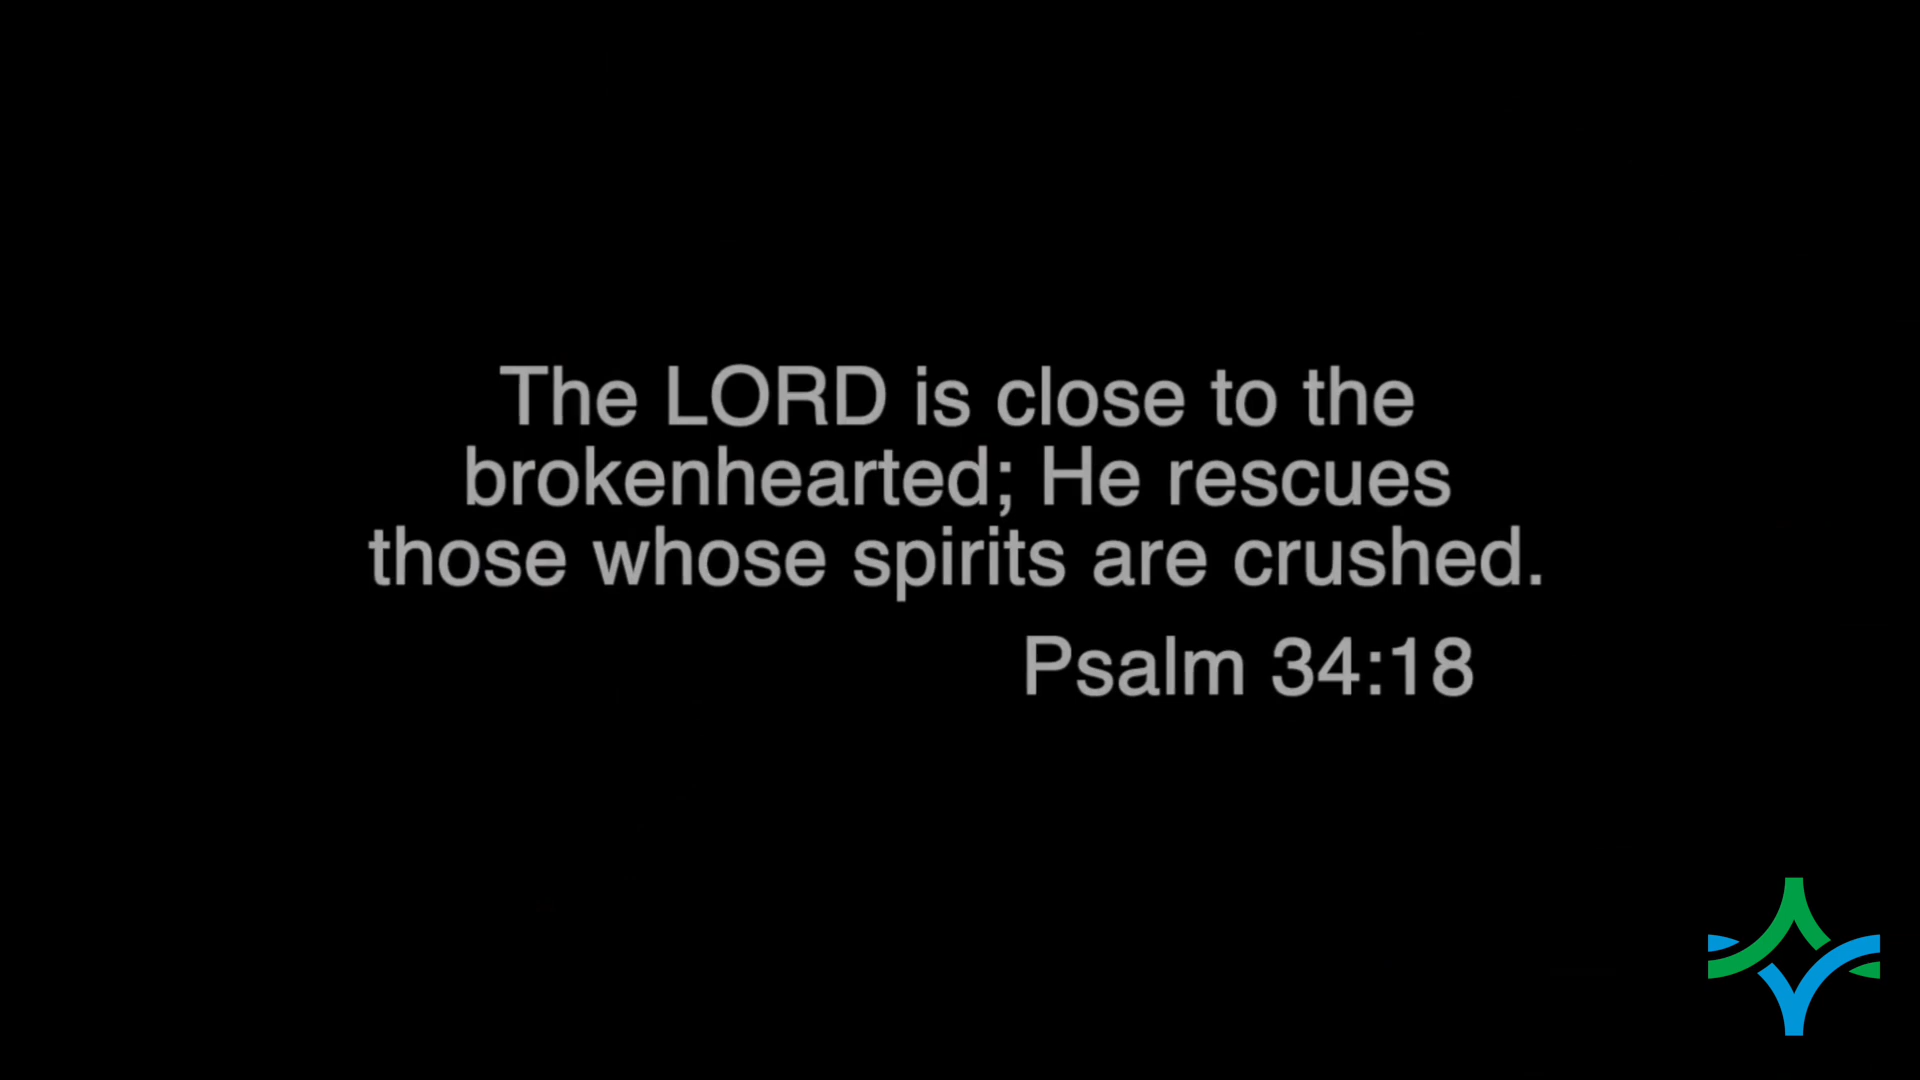 The LORD is close to the
brokenhearted; He rescues
those whose spirits are crushed.
Psalm 34:18